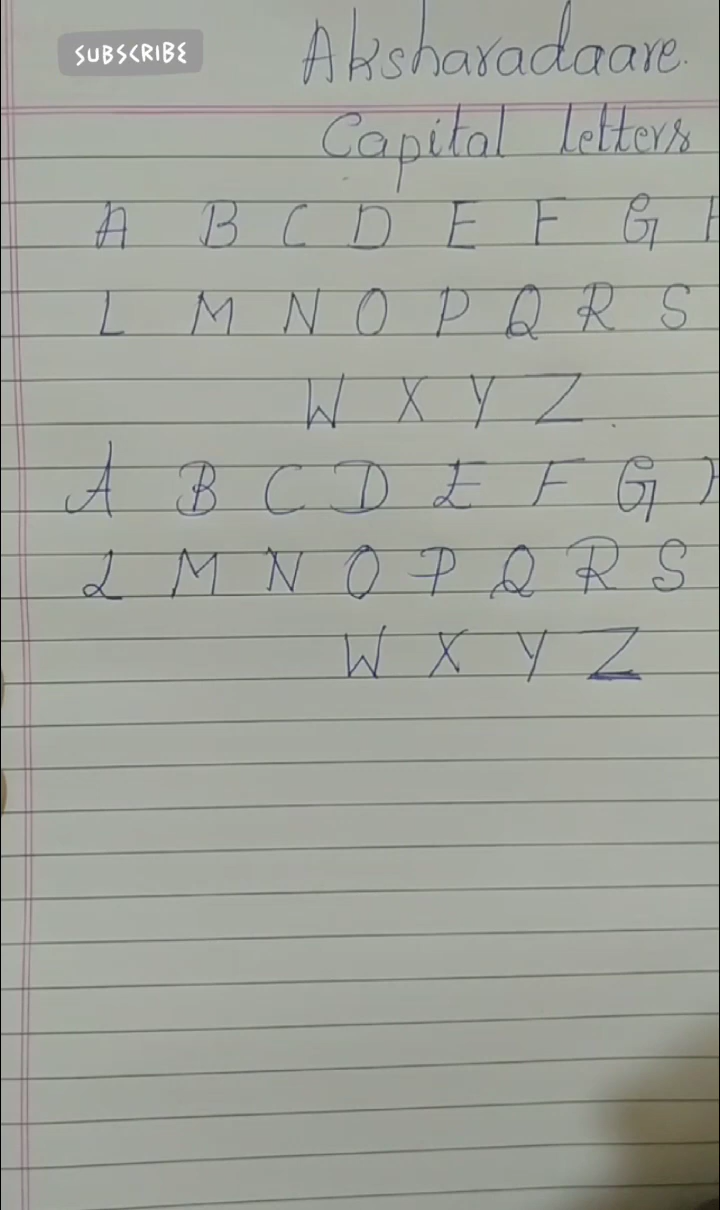 SUBSCRIBE
Aksharadaare.
Capital letters
A B C D E F G
L M N O P Q R S
W X Y Z
A B C D E F G
L M N O P Q R S
W X Y Z